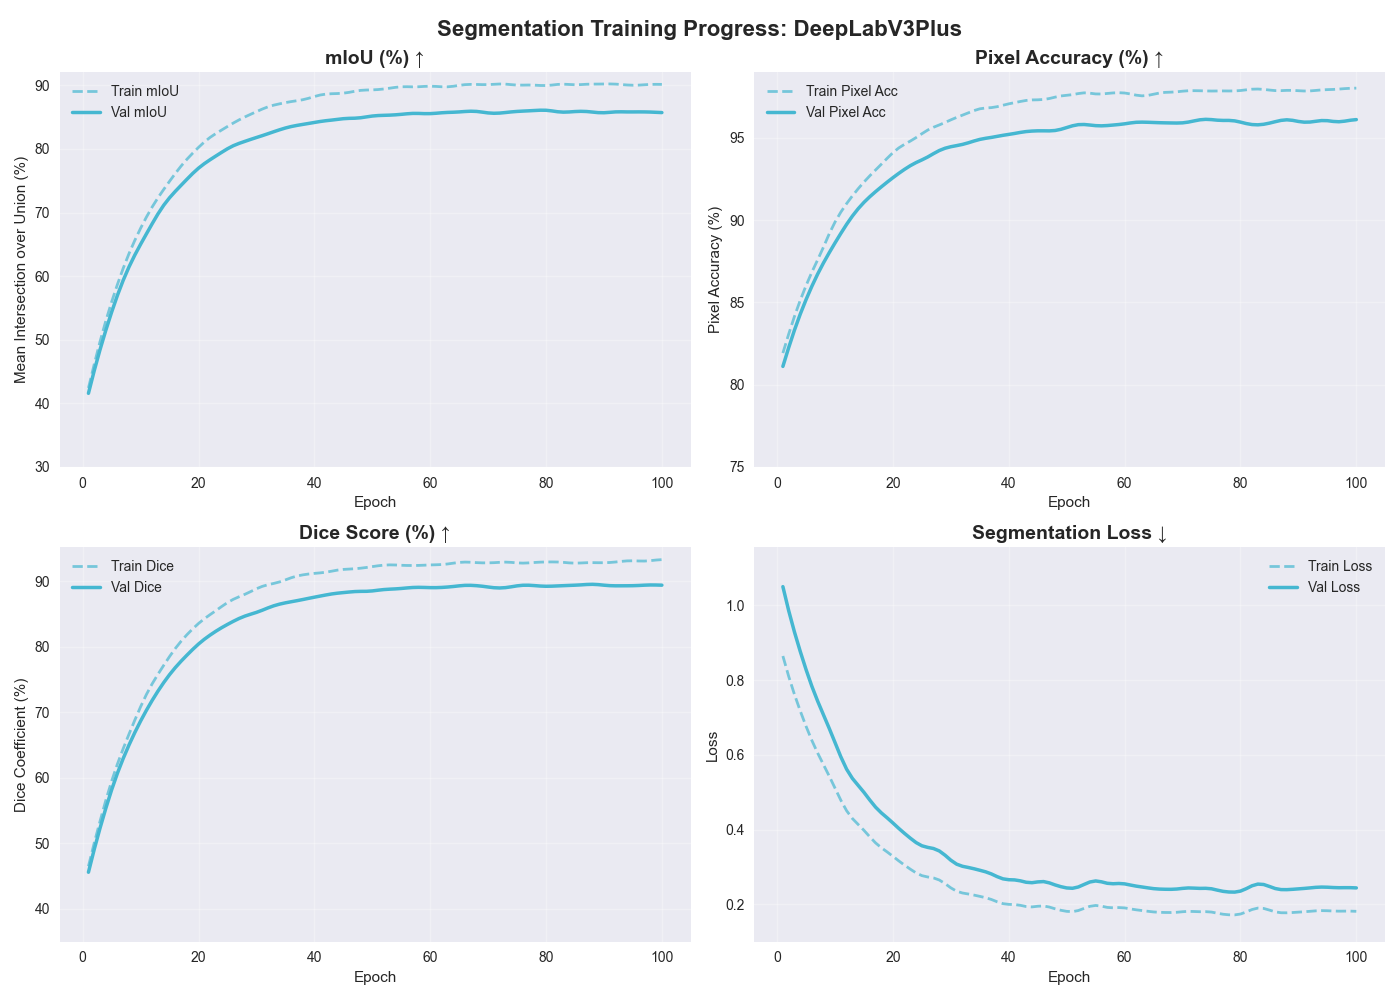 Segmentation Training Progress: DeepLabV3Plus
mIoU (%) ↑
Mean Intersection over Union (%)
90
80
70
60
50
40
30
Train mIoU
Val mIoU
0 20 40 60 80 100
Epoch
Pixel Accuracy (%) ↑
Pixel Accuracy (%)
95
90
85
80
75
Train Pixel Acc
Val Pixel Acc
0 20 40 60 80 100
Epoch
Dice Score (%) ↑
Dice Coefficient (%)
90
80
70
60
50
40
Train Dice
Val Dice
0 20 40 60 80 100
Epoch
Segmentation Loss ↓
Loss
1.0
0.8
0.6
0.4
0.2
Train Loss
Val Loss
0 20 40 60 80 100
Epoch